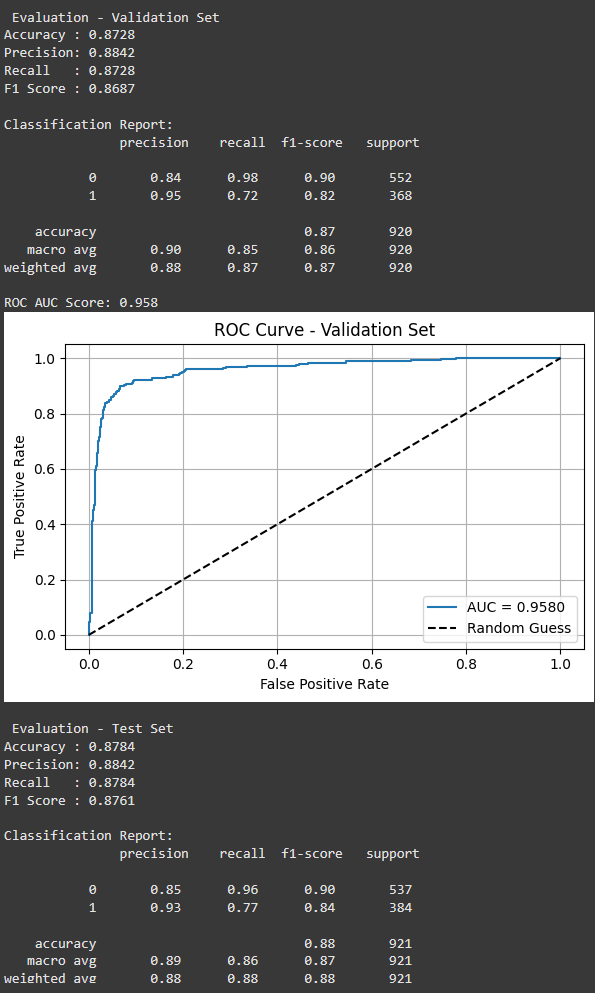 Evaluation - Validation Set
Accuracy : 0.8728
Precision: 0.8842
Recall   : 0.8728
F1 Score : 0.8687
Classification Report:
precision    recall  f1-score   support
0       0.84      0.98      0.90       552
1       0.95      0.72      0.82       368
accuracy                           0.87       920
macro avg       0.90      0.85      0.86       920
weighted avg       0.88      0.87      0.87       920
ROC AUC Score: 0.958
ROC Curve - Validation Set
1.0
0.8
0.6
0.4
0.2
0.0
True Positive Rate
AUC = 0.9580
Random Guess
0.0 0.2 0.4 0.6 0.8 1.0
False Positive Rate
Evaluation - Test Set
Accuracy : 0.8784
Precision: 0.8842
Recall   : 0.8784
F1 Score : 0.8761
Classification Report:
precision    recall  f1-score   support
0       0.85      0.96      0.90       537
1       0.93      0.77      0.84       384
accuracy                           0.88       921
macro avg       0.89      0.86      0.87       921
weighted avg       0.88      0.88      0.88       921